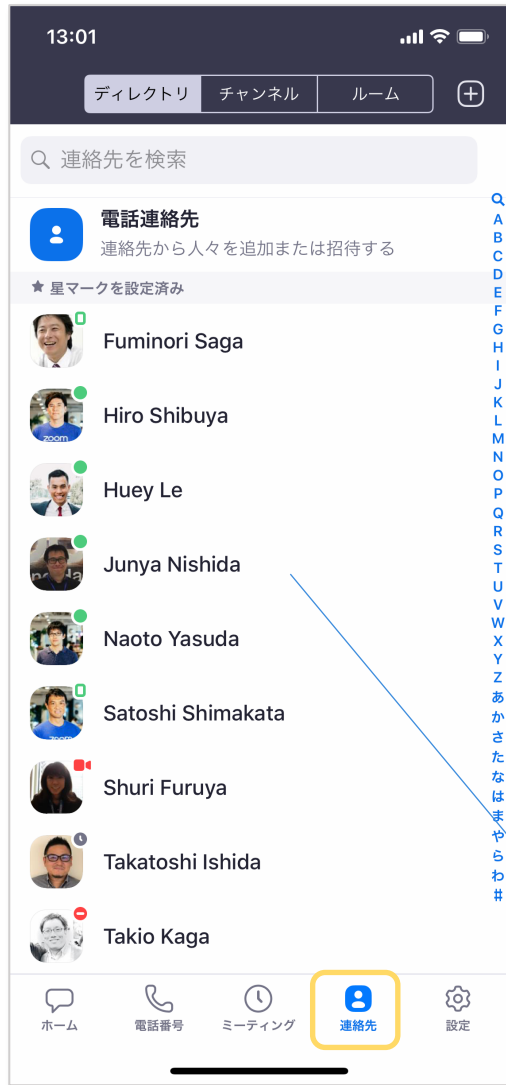 13:01
ディレクトリ チャンネル ルーム
連絡先を検索
電話連絡先
連絡先から人々を追加または招待する
星マークを設定済み
Fuminori Saga
Hiro Shibuya
zoom
Huey Le
Junya Nishida
Naoto Yasuda
Satoshi Shimakata
zoom
Shuri Furuya
Takatoshi Ishida
Takio Kaga
A
B
C
D
E
F
G
H
I
J
K
L
M
N
O
P
Q
R
S
T
U
V
W
X
Y
Z
あ
か
さ
た
な
は
ま
や
ら
わ
#
ホーム 電話番号 ミーティング 連絡先 設定